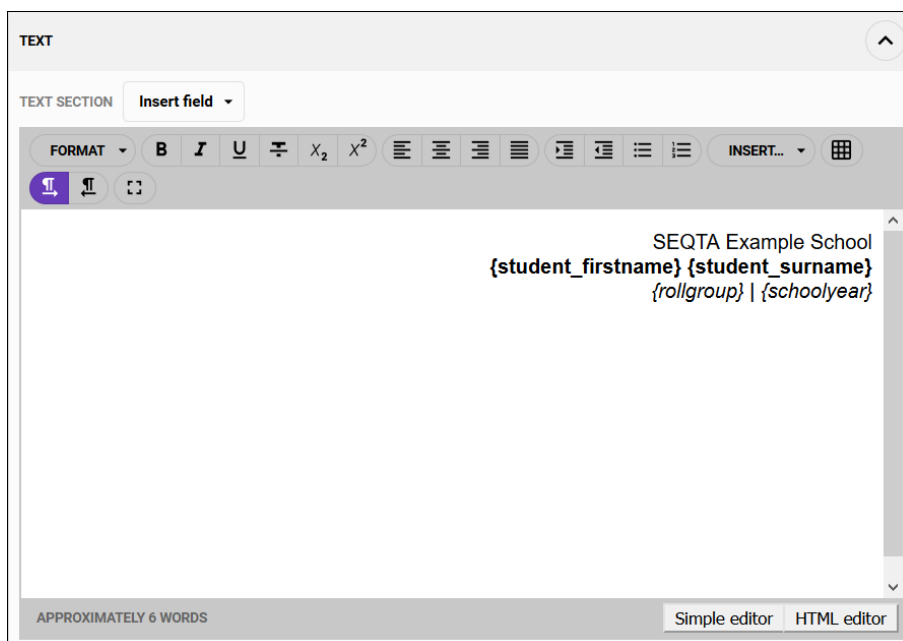 TEXT
TEXT SECTION Insert field
FORMAT B I U T X₂ X² INSERT...
SEQTA Example School
{student_firstname} {student_surname}
{rollgroup} | {schoolyear}
APPROXIMATELY 6 WORDS Simple editor HTML editor